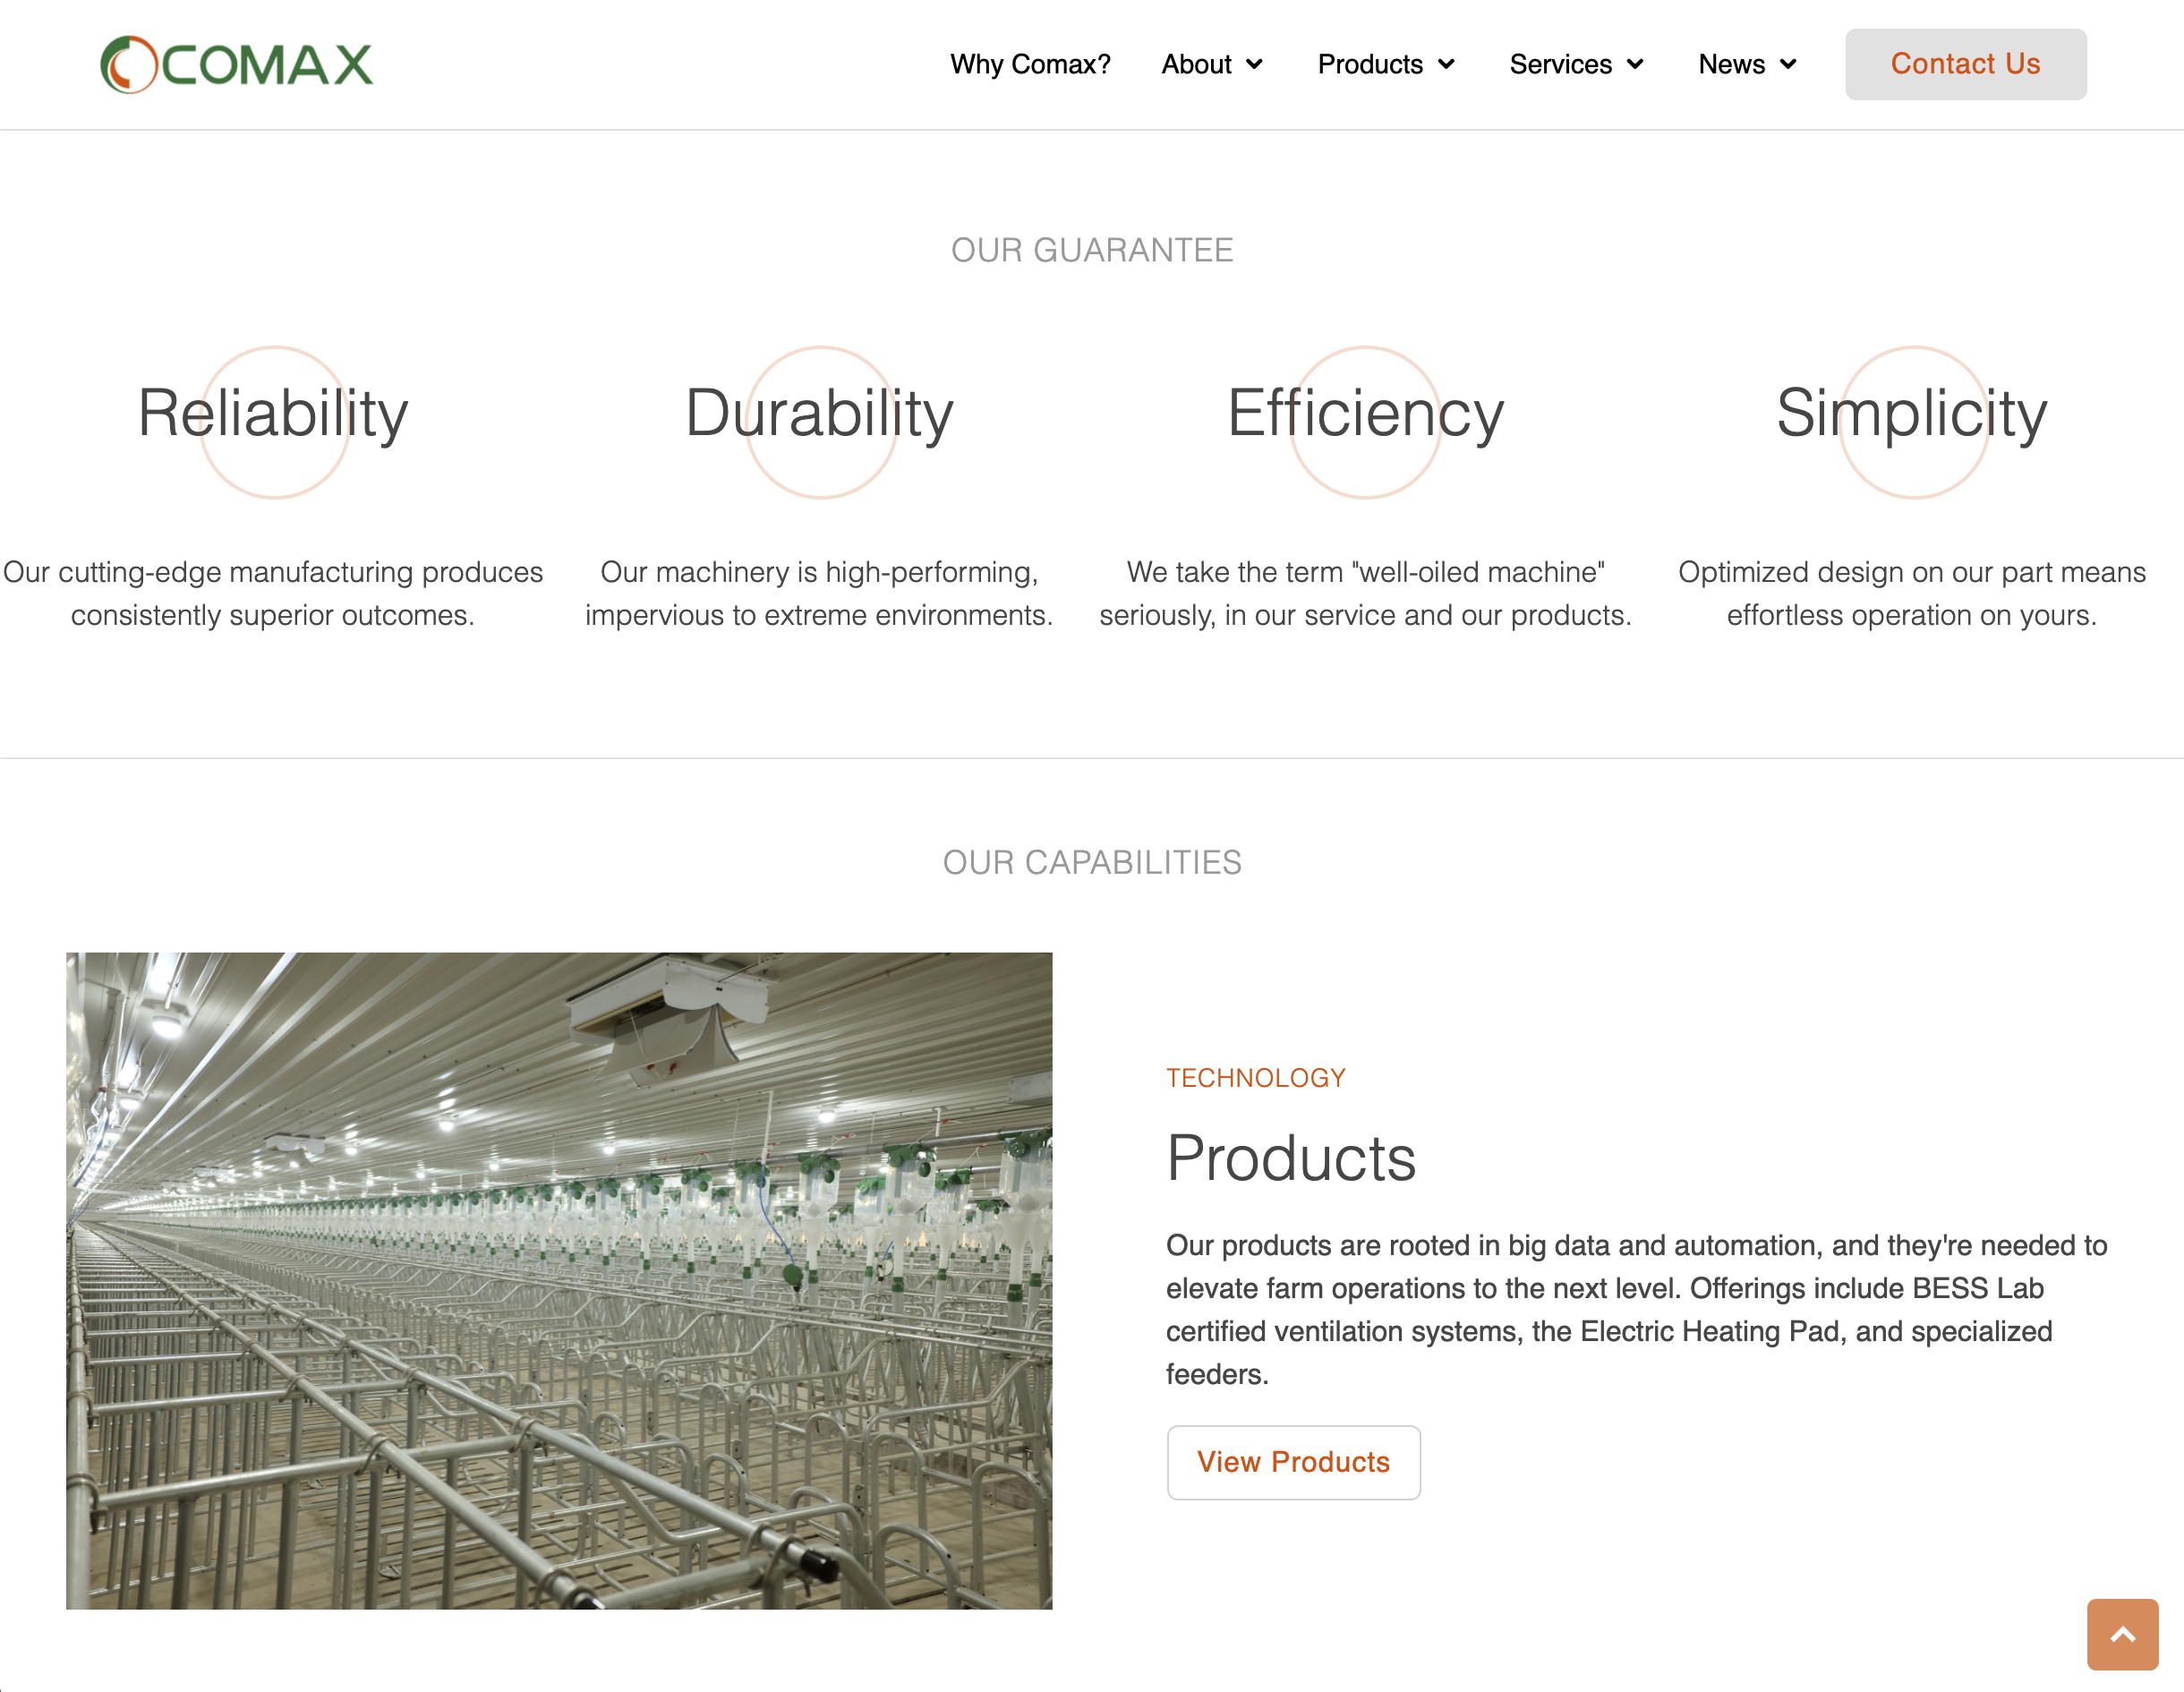 COMAX
Why Comax?
About
Products
Services
News
Contact Us
OUR GUARANTEE
Reliability
Our cutting-edge manufacturing produces
consistently superior outcomes.
Durability
Our machinery is high-performing,
impervious to extreme environments.
Efficiency
We take the term "well-oiled machine"
seriously, in our service and our products.
Simplicity
Optimized design on our part means
effortless operation on yours.
OUR CAPABILITIES
TECHNOLOGY
Products
Our products are rooted in big data and automation, and they're needed to
elevate farm operations to the next level. Offerings include BESS Lab
certified ventilation systems, the Electric Heating Pad, and specialized
feeders.
View Products